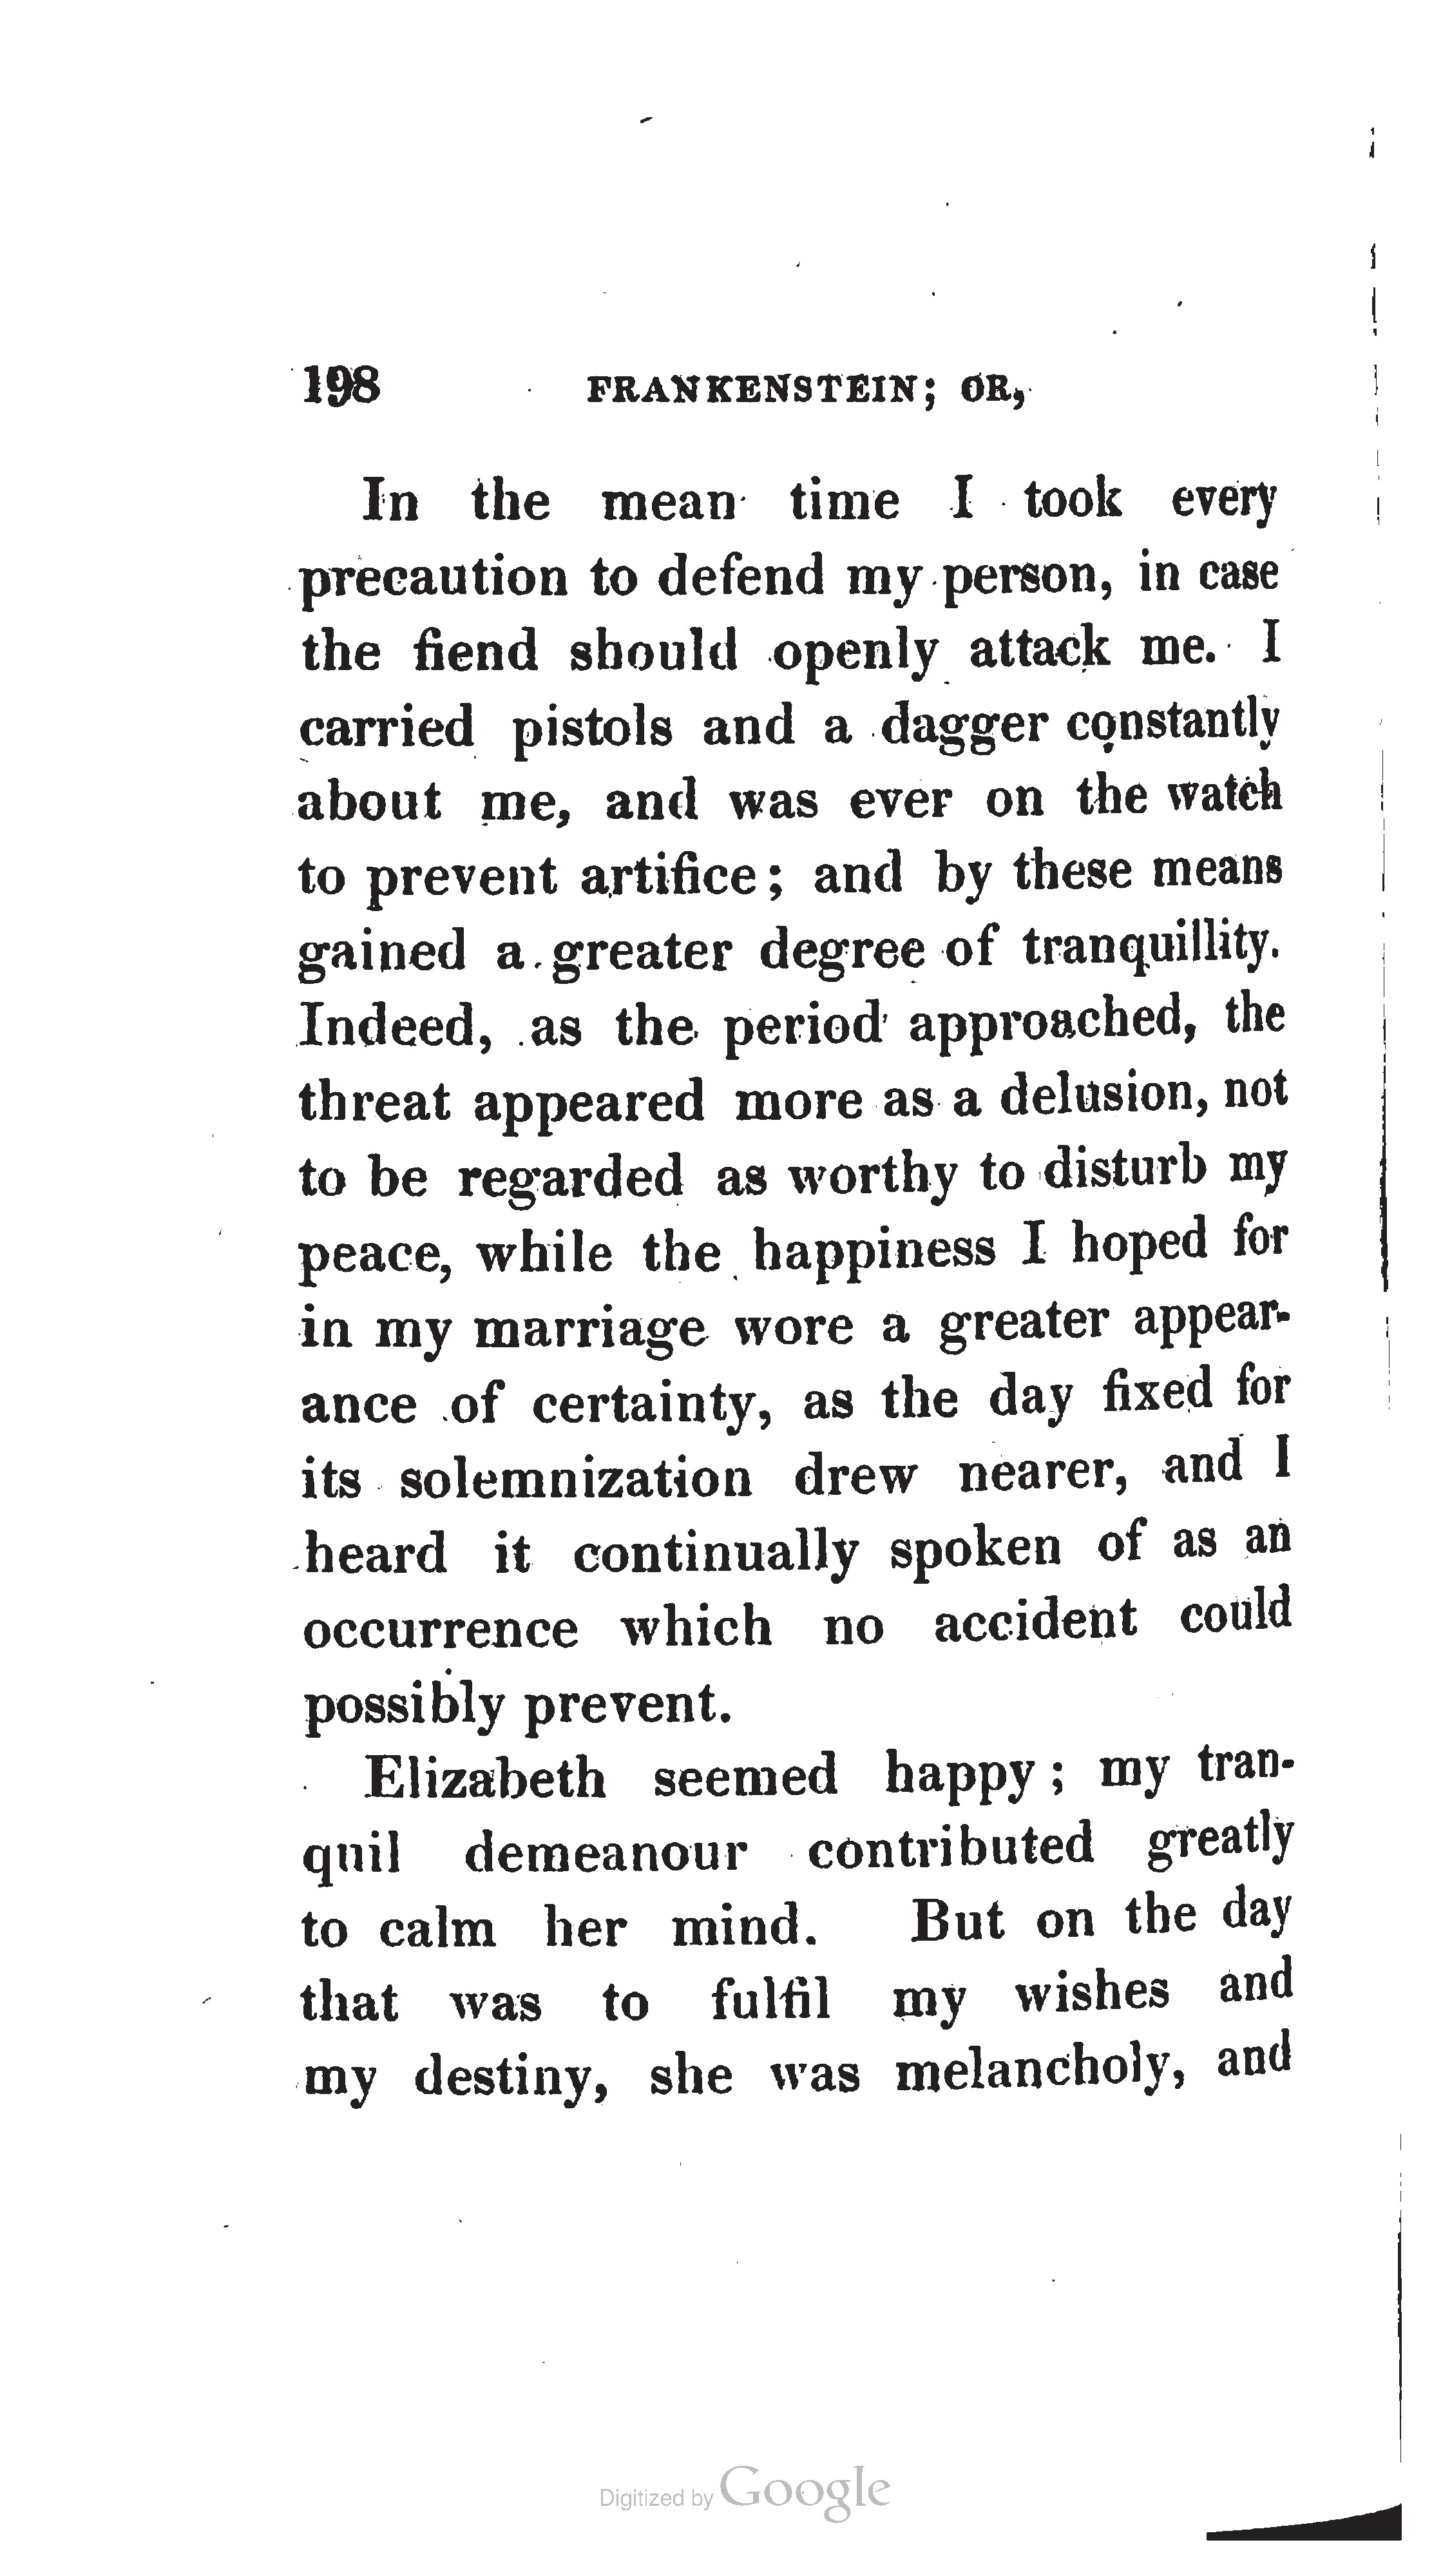 198 FRANKENSTEIN; OR,
In the mean time I took every
precaution to defend my person, in case
the fiend should openly attack me. I
carried pistols and a dagger constantly
about me, and was ever on the watch
to prevent artifice; and by these means
gained a greater degree of tranquillity.
Indeed, as the period approached, the
threat appeared more as a delusion, not
to be regarded as worthy to disturb my
peace, while the happiness I hoped for
in my marriage wore a greater appear-
ance of certainty, as the day fixed for
its solemnization drew nearer, and I
heard it continually spoken of as an
occurrence which no accident could
possibly prevent.
Elizabeth seemed happy; my tran-
quil demeanour contributed greatly
to calm her mind. But on the day
that was to fulfil my wishes and
my destiny, she was melancholy, and
Digitized by Google